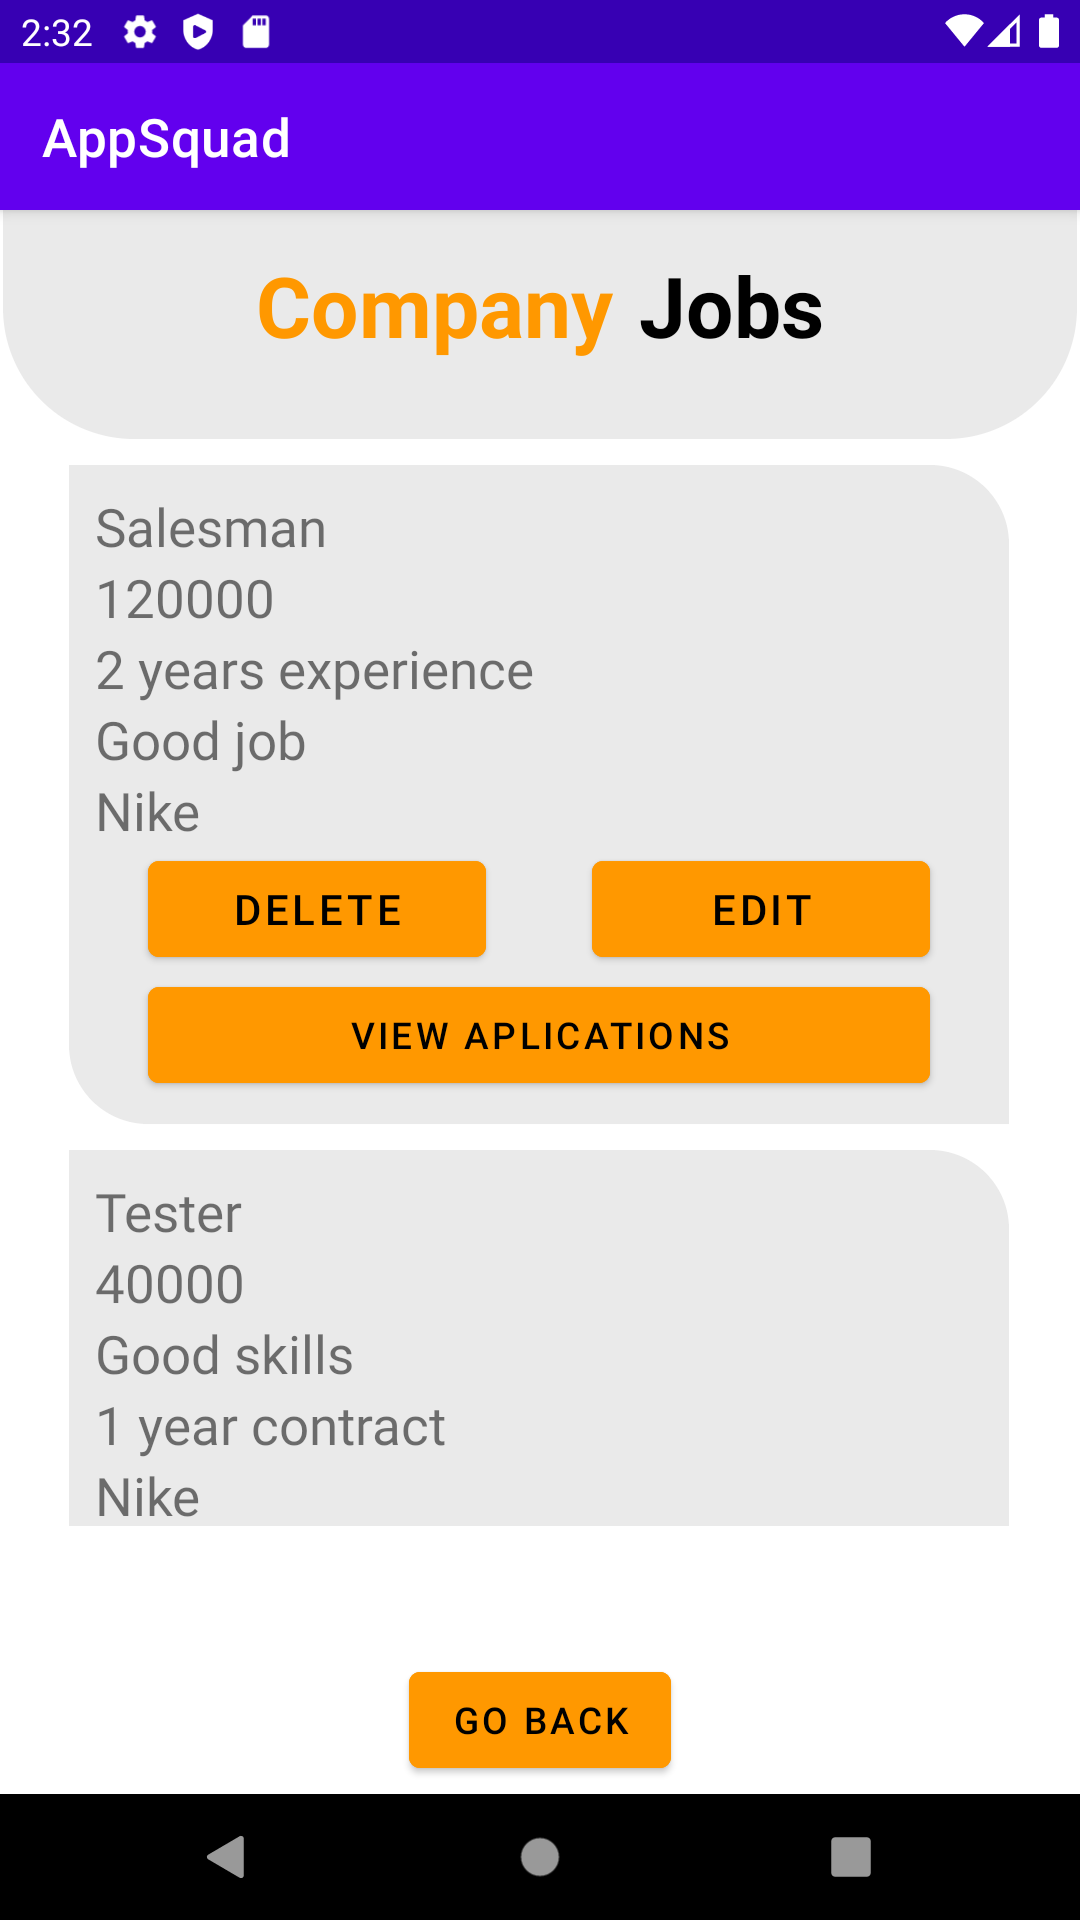 2:32
AppSquad
Company Jobs
Salesman
120000
2 years experience
Good job
Nike
DELETE
EDIT
VIEW APLICATIONS
Tester
40000
Good skills
1 year contract
Nike
GO BACK